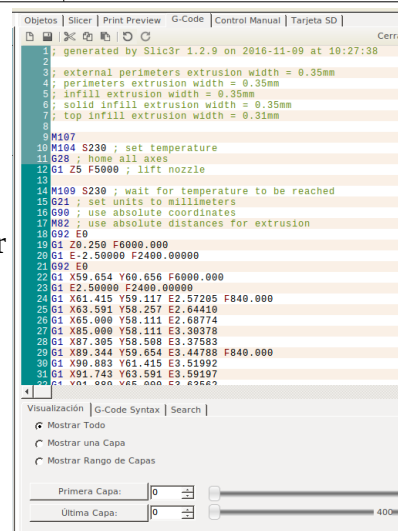 Objetos | Slicer | Print Preview | G-Code | Control Manual | Tarjeta SD |
1 ; generated by Slic3r 1.2.9 on 2016-11-09 at 10:27:38
2
3 ; external perimeters extrusion width = 0.35mm
4 ; perimeters extrusion width = 0.35mm
5 ; infill extrusion width = 0.35mm
6 ; solid infill extrusion width = 0.35mm
7 ; top infill extrusion width = 0.31mm
8
9 M107
10 M104 S230 ; set temperature
11 G28 ; home all axes
12 G1 Z5 F5000 ; lift nozzle
13
14 M109 S230 ; wait for temperature to be reached
15 G21 ; set units to millimeters
16 G90 ; use absolute coordinates
17 M82 ; use absolute distances for extrusion
18 G92 E0
19 G1 Z0.250 F6000.000
20 G1 E-2.50000 F2400.00000
21 G92 E0
22 G1 X59.654 Y60.656 F6000.000
23 G1 E2.50000 F2400.00000
24 G1 X61.415 Y59.117 E2.57205 F840.000
25 G1 X63.591 Y58.257 E2.64410
26 G1 X65.000 Y58.111 E2.68774
27 G1 X85.000 Y58.111 E3.30378
28 G1 X87.305 Y58.508 E3.37583
29 G1 X89.344 Y59.654 E3.44788 F840.000
30 G1 X90.883 Y61.415 E3.51992
31 G1 X91.743 Y63.591 E3.59197
32 G1 X91.889 Y65.000 E3.63562
r
Visualización | G-Code Syntax | Search |
Mostrar Todo
Mostrar una Capa
Mostrar Rango de Capas
Primera Capa: 0
Última Capa: 0 400